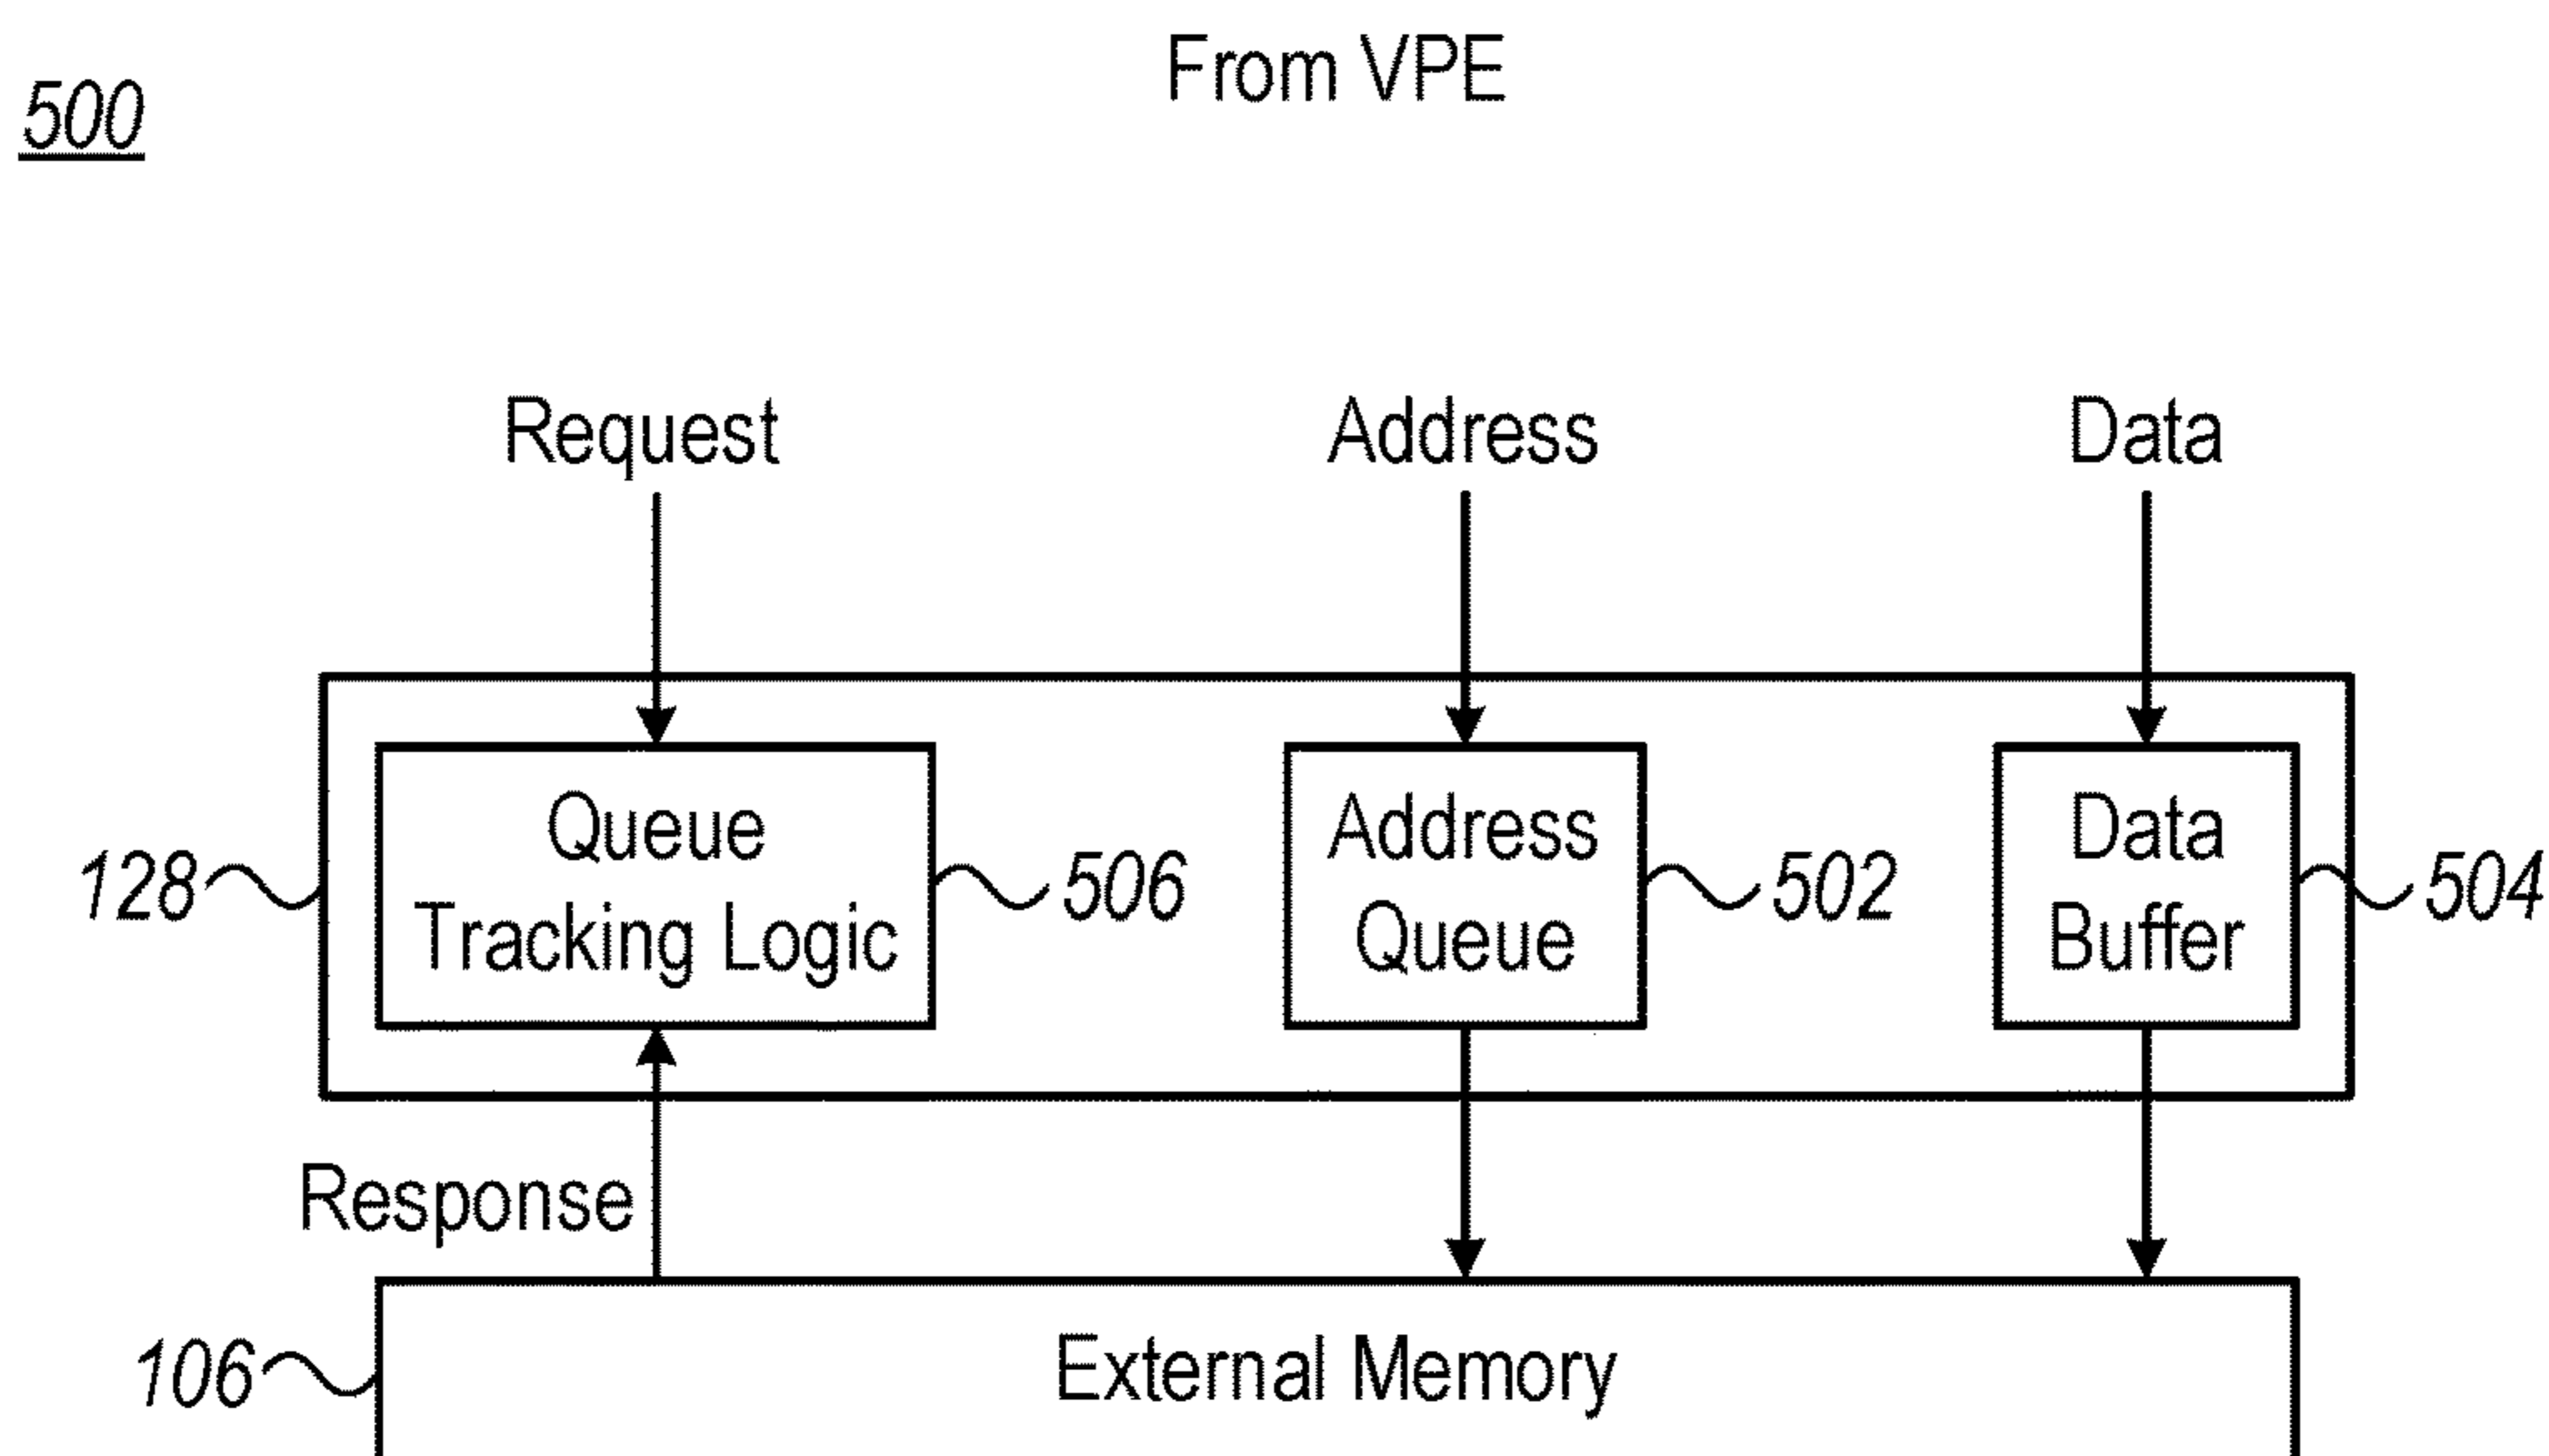 From VPE
500
Request
Address
Data
Queue
Tracking Logic
Address
Queue
Data
Buffer
128
506
502
504
Response
106
External Memory